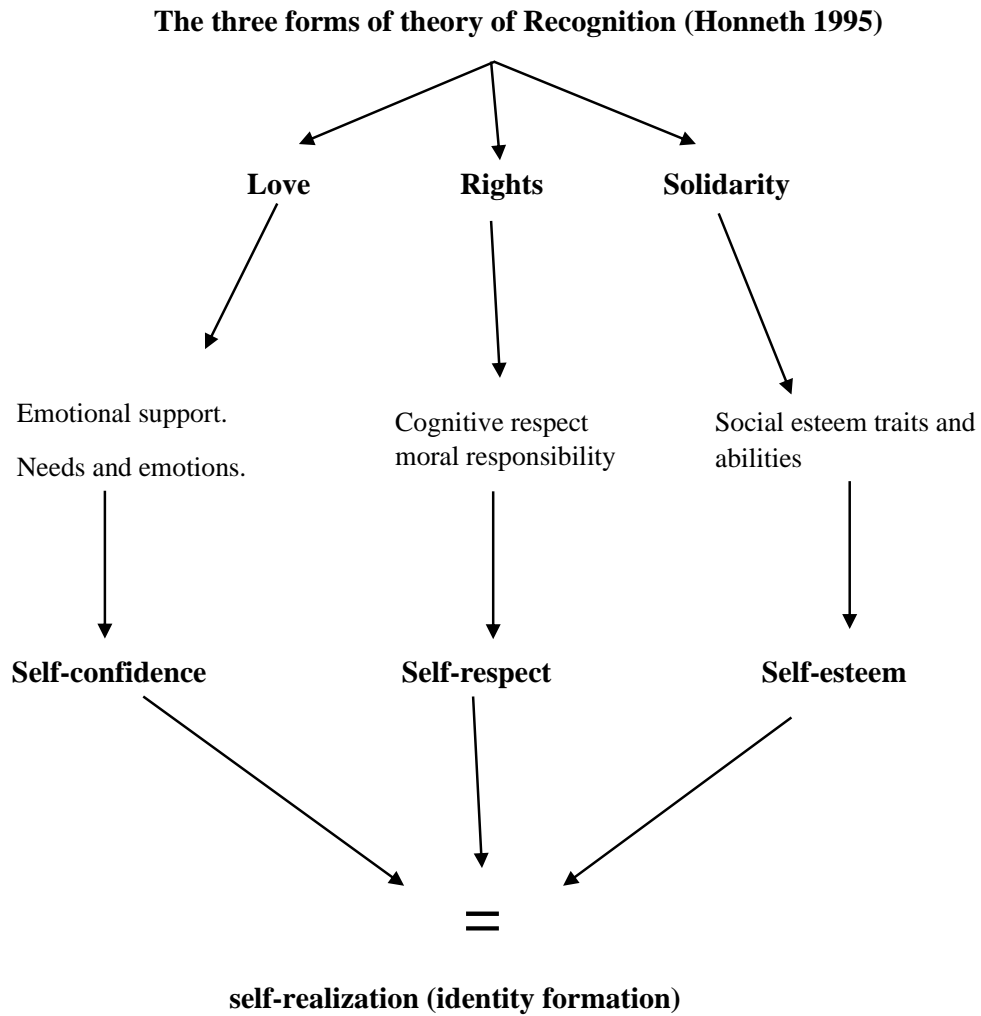 The three forms of theory of Recognition (Honneth 1995)
Love
Rights
Solidarity
Emotional support.
Needs and emotions.
Cognitive respect
moral responsibility
Social esteem traits and
abilities
Self-confidence
Self-respect
Self-esteem
=
self-realization (identity formation)